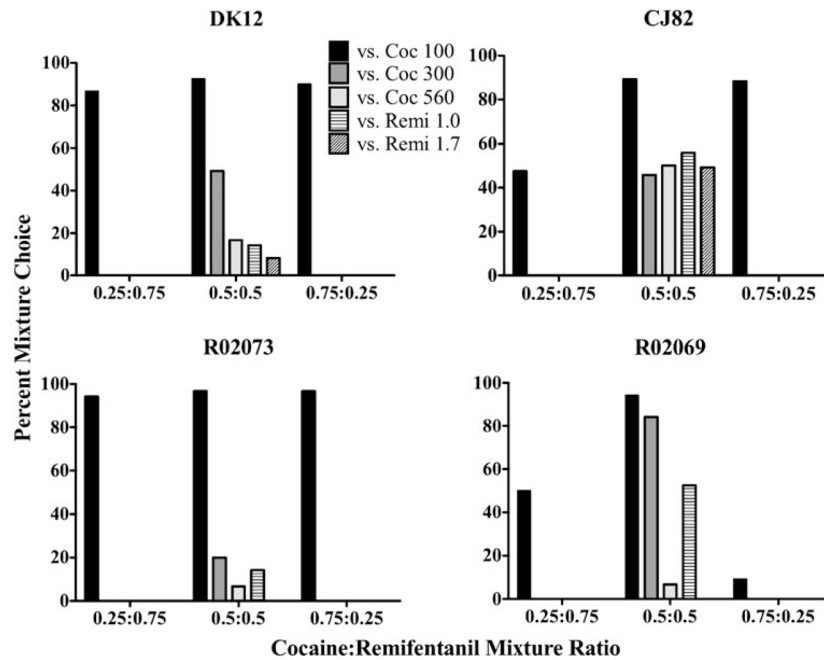 DK12
CJ82
vs. Coc 100
vs. Coc 300
vs. Coc 560
vs. Remi 1.0
vs. Remi 1.7
100
80
60
40
20
0
0.25:0.75 0.5:0.5 0.75:0.25
100
80
60
40
20
0
0.25:0.75 0.5:0.5 0.75:0.25
Percent Mixture Choice
R02073
R02069
100
80
60
40
20
0
0.25:0.75 0.5:0.5 0.75:0.25
100
80
60
40
20
0
0.25:0.75 0.5:0.5 0.75:0.25
Cocaine:Remifentanil Mixture Ratio